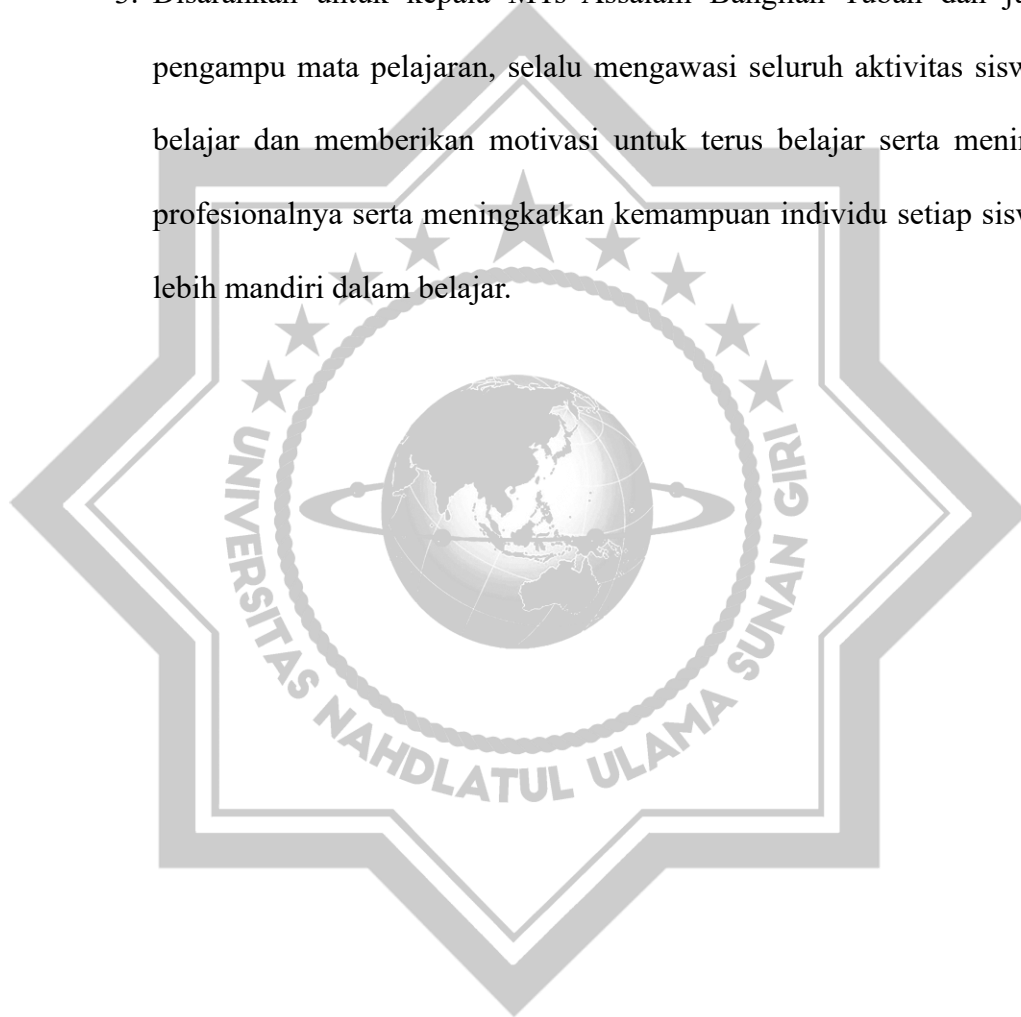 pengampu mata pelajaran, selalu mengawasi seluruh aktivitas
belajar dan memberikan motivasi untuk terus belajar serta
profesionalnya serta meningkatkan kemampuan individu setiap
lebih mandiri dalam belajar.
UNIVERSITAS NAHDLATUL ULAMA SUNAN GIRI